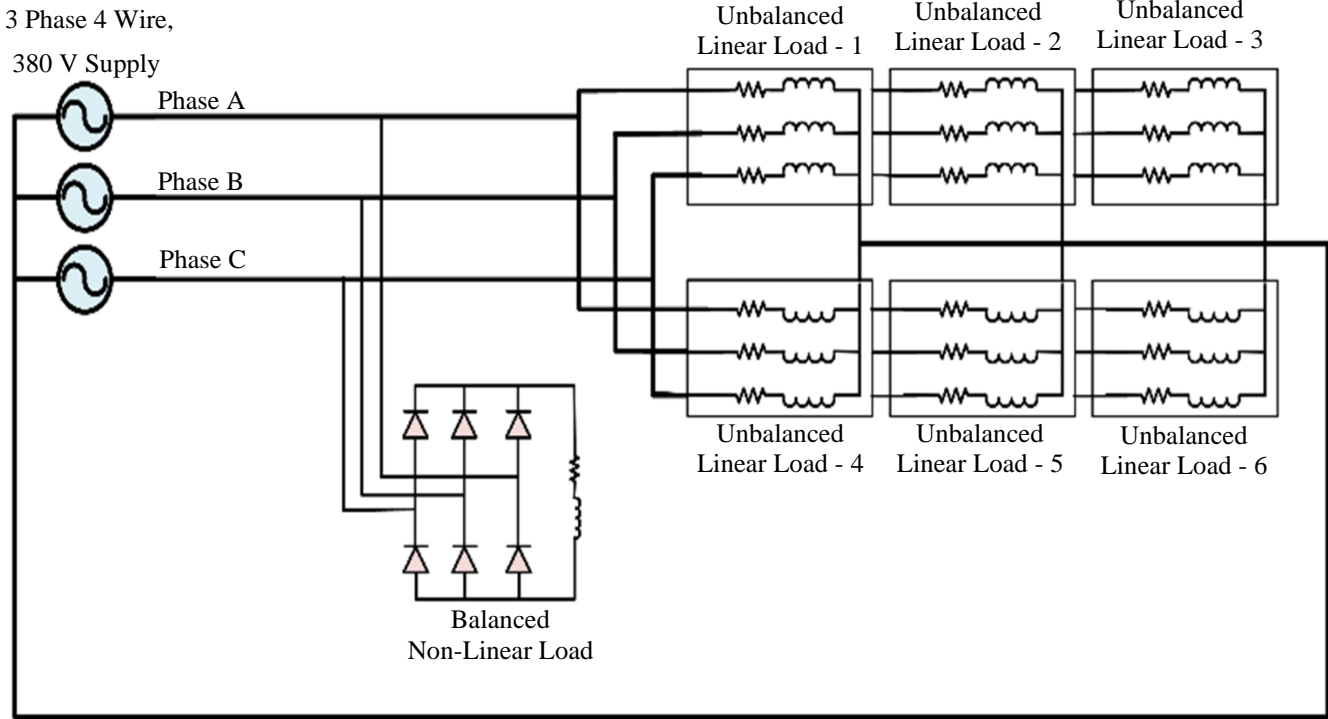 3 Phase 4 Wire,
380 V Supply
Phase A
Phase B
Phase C
Unbalanced
Linear Load - 1
Unbalanced
Linear Load - 2
Unbalanced
Linear Load - 3
Unbalanced
Linear Load - 4
Unbalanced
Linear Load - 5
Unbalanced
Linear Load - 6
Balanced
Non-Linear Load